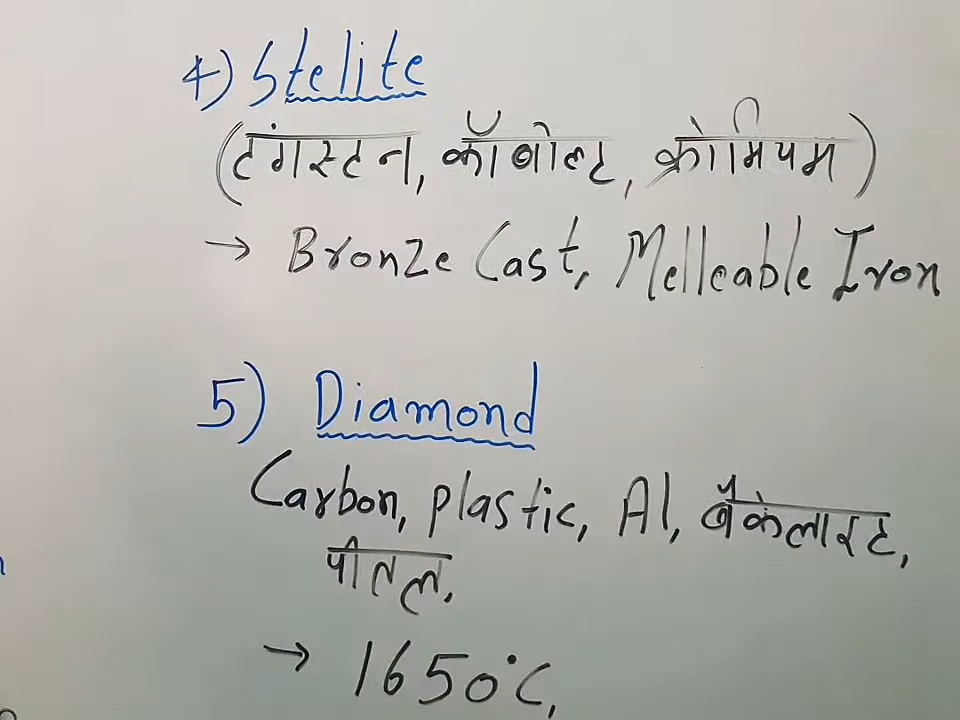 4) Stelite
(टंगस्टन, कॉबोल्ट, क्रोमियम)
→ Bronze Cast, Melleable Iron
5) Diamond
Carbon, plastic, Al, बैकेलाइट,
पीतल.
→ 1650°C,